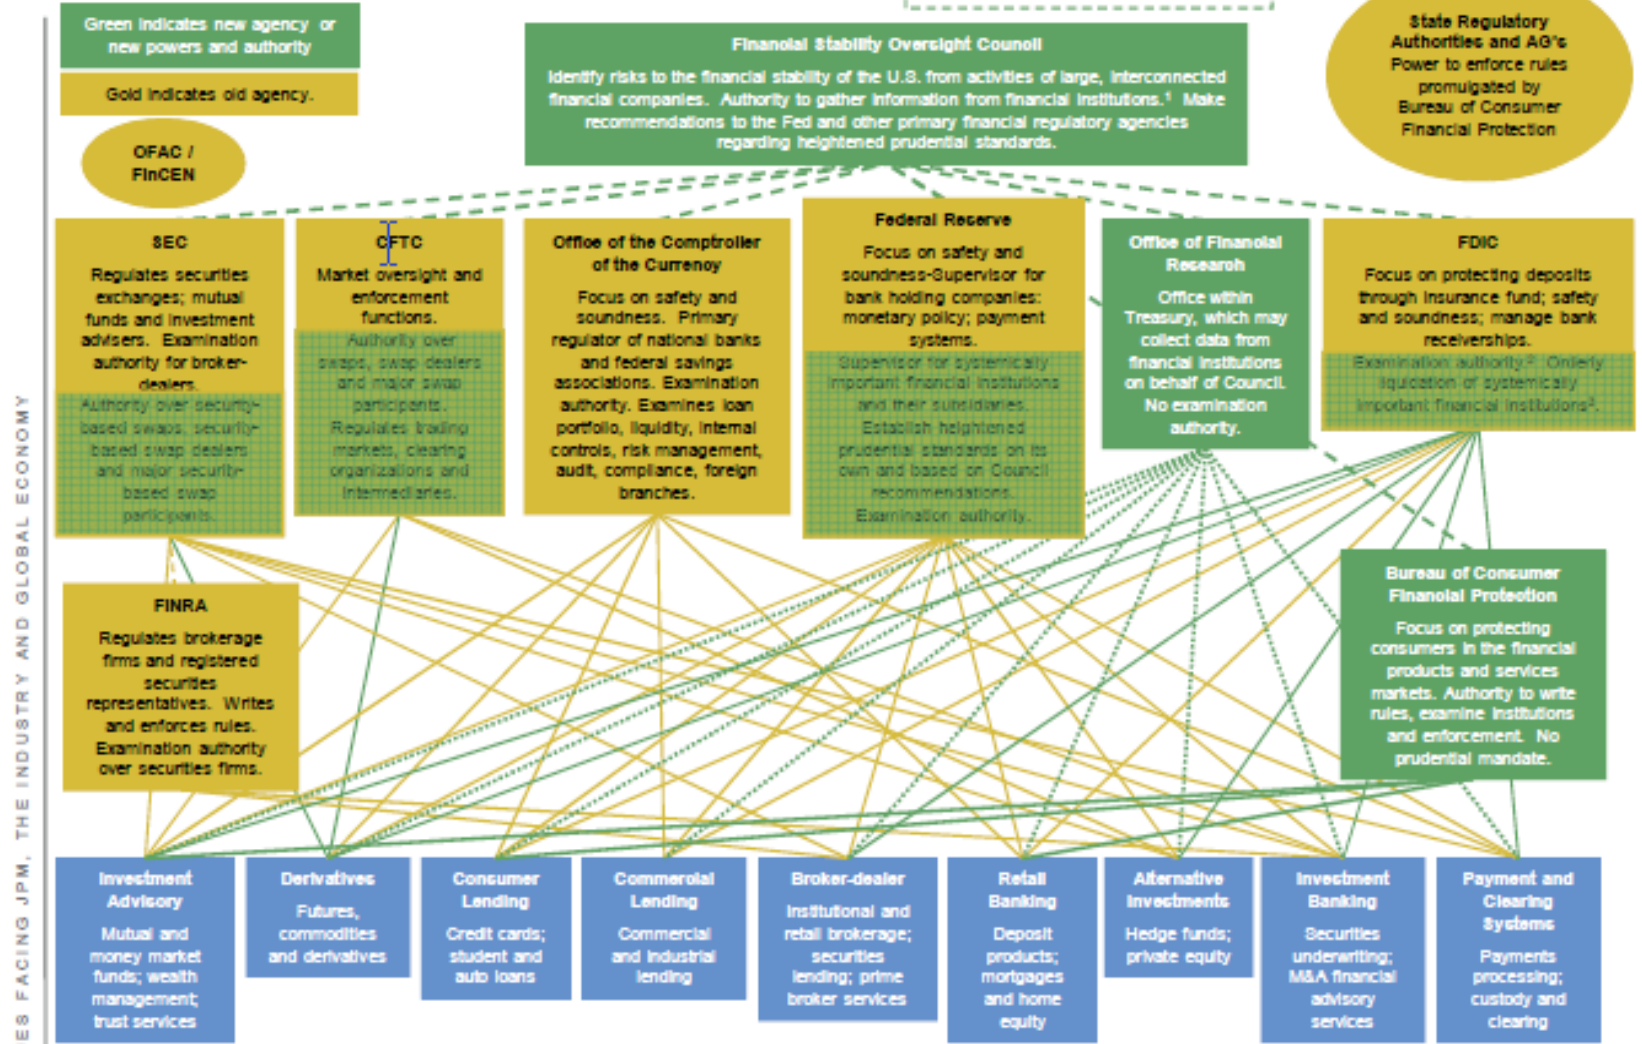 Green indicates new agency or
new powers and authority
Gold indicates old agency.
OFAC /
FinCEN
Financial Stability Oversight Council
Identify risks to the financial stability of the U.S. from activities of large, interconnected
financial companies. Authority to gather information from financial institutions.¹ Make
recommendations to the Fed and other primary financial regulatory agencies
regarding heightened prudential standards.
State Regulatory
Authorities and AG's
Power to enforce rules
promulgated by
Bureau of Consumer
Financial Protection
SEC
Regulates securities
exchanges; mutual
funds and investment
advisers. Examination
authority for broker-
dealers.
Authority over security-
based swaps, security-
based swap dealers
and major security-
based swap
participants.
CFTC
Market oversight and
enforcement
functions.
Authority over
swaps, swap dealers
and major swap
participants.
Regulates trading
markets, clearing
organizations and
intermediaries.
Office of the Comptroller
of the Currency
Focus on safety and
soundness. Primary
regulator of national banks
and federal savings
associations. Examination
authority. Examines loan
portfolio, liquidity, internal
controls, risk management,
audit, compliance, foreign
branches.
Federal Reserve
Focus on safety and
soundness-Supervisor for
bank holding companies:
monetary policy; payment
systems.
Supervisor for systemically
important financial institutions
and their subsidiaries.
Establish heightened
prudential standards on its
own and based on Council
recommendations.
Examination authority.
Office of Financial
Research
Office within
Treasury, which may
collect data from
financial institutions
on behalf of Council.
No examination
authority.
FDIC
Focus on protecting deposits
through insurance fund; safety
and soundness; manage bank
receiverships.
Examination authority.² Orderly
liquidation of systemically
important financial institutions³.
FINRA
Regulates brokerage
firms and registered
securities
representatives. Writes
and enforces rules.
Examination authority
over securities firms.
Bureau of Consumer
Financial Protection
Focus on protecting
consumers in the financial
products and services
markets. Authority to write
rules, examine institutions
and enforcement. No
prudential mandate.
Investment
Advisory
Mutual and
money market
funds; wealth
management;
trust services
Derivatives
Futures,
commodities
and derivatives
Consumer
Lending
Credit cards;
student and
auto loans
Commercial
Lending
Commercial
and industrial
lending
Broker-dealer
Institutional and
retail brokerage;
securities
lending; prime
broker services
Retail
Banking
Deposit
products;
mortgages
and home
equity
Alternative
Investments
Hedge funds;
private equity
Investment
Banking
Securities
underwriting;
M&A financial
advisory
services
Payment and
Clearing
Systems
Payments
processing;
custody and
clearing
ES FACING JPM, THE INDUSTRY AND GLOBAL ECONOMY